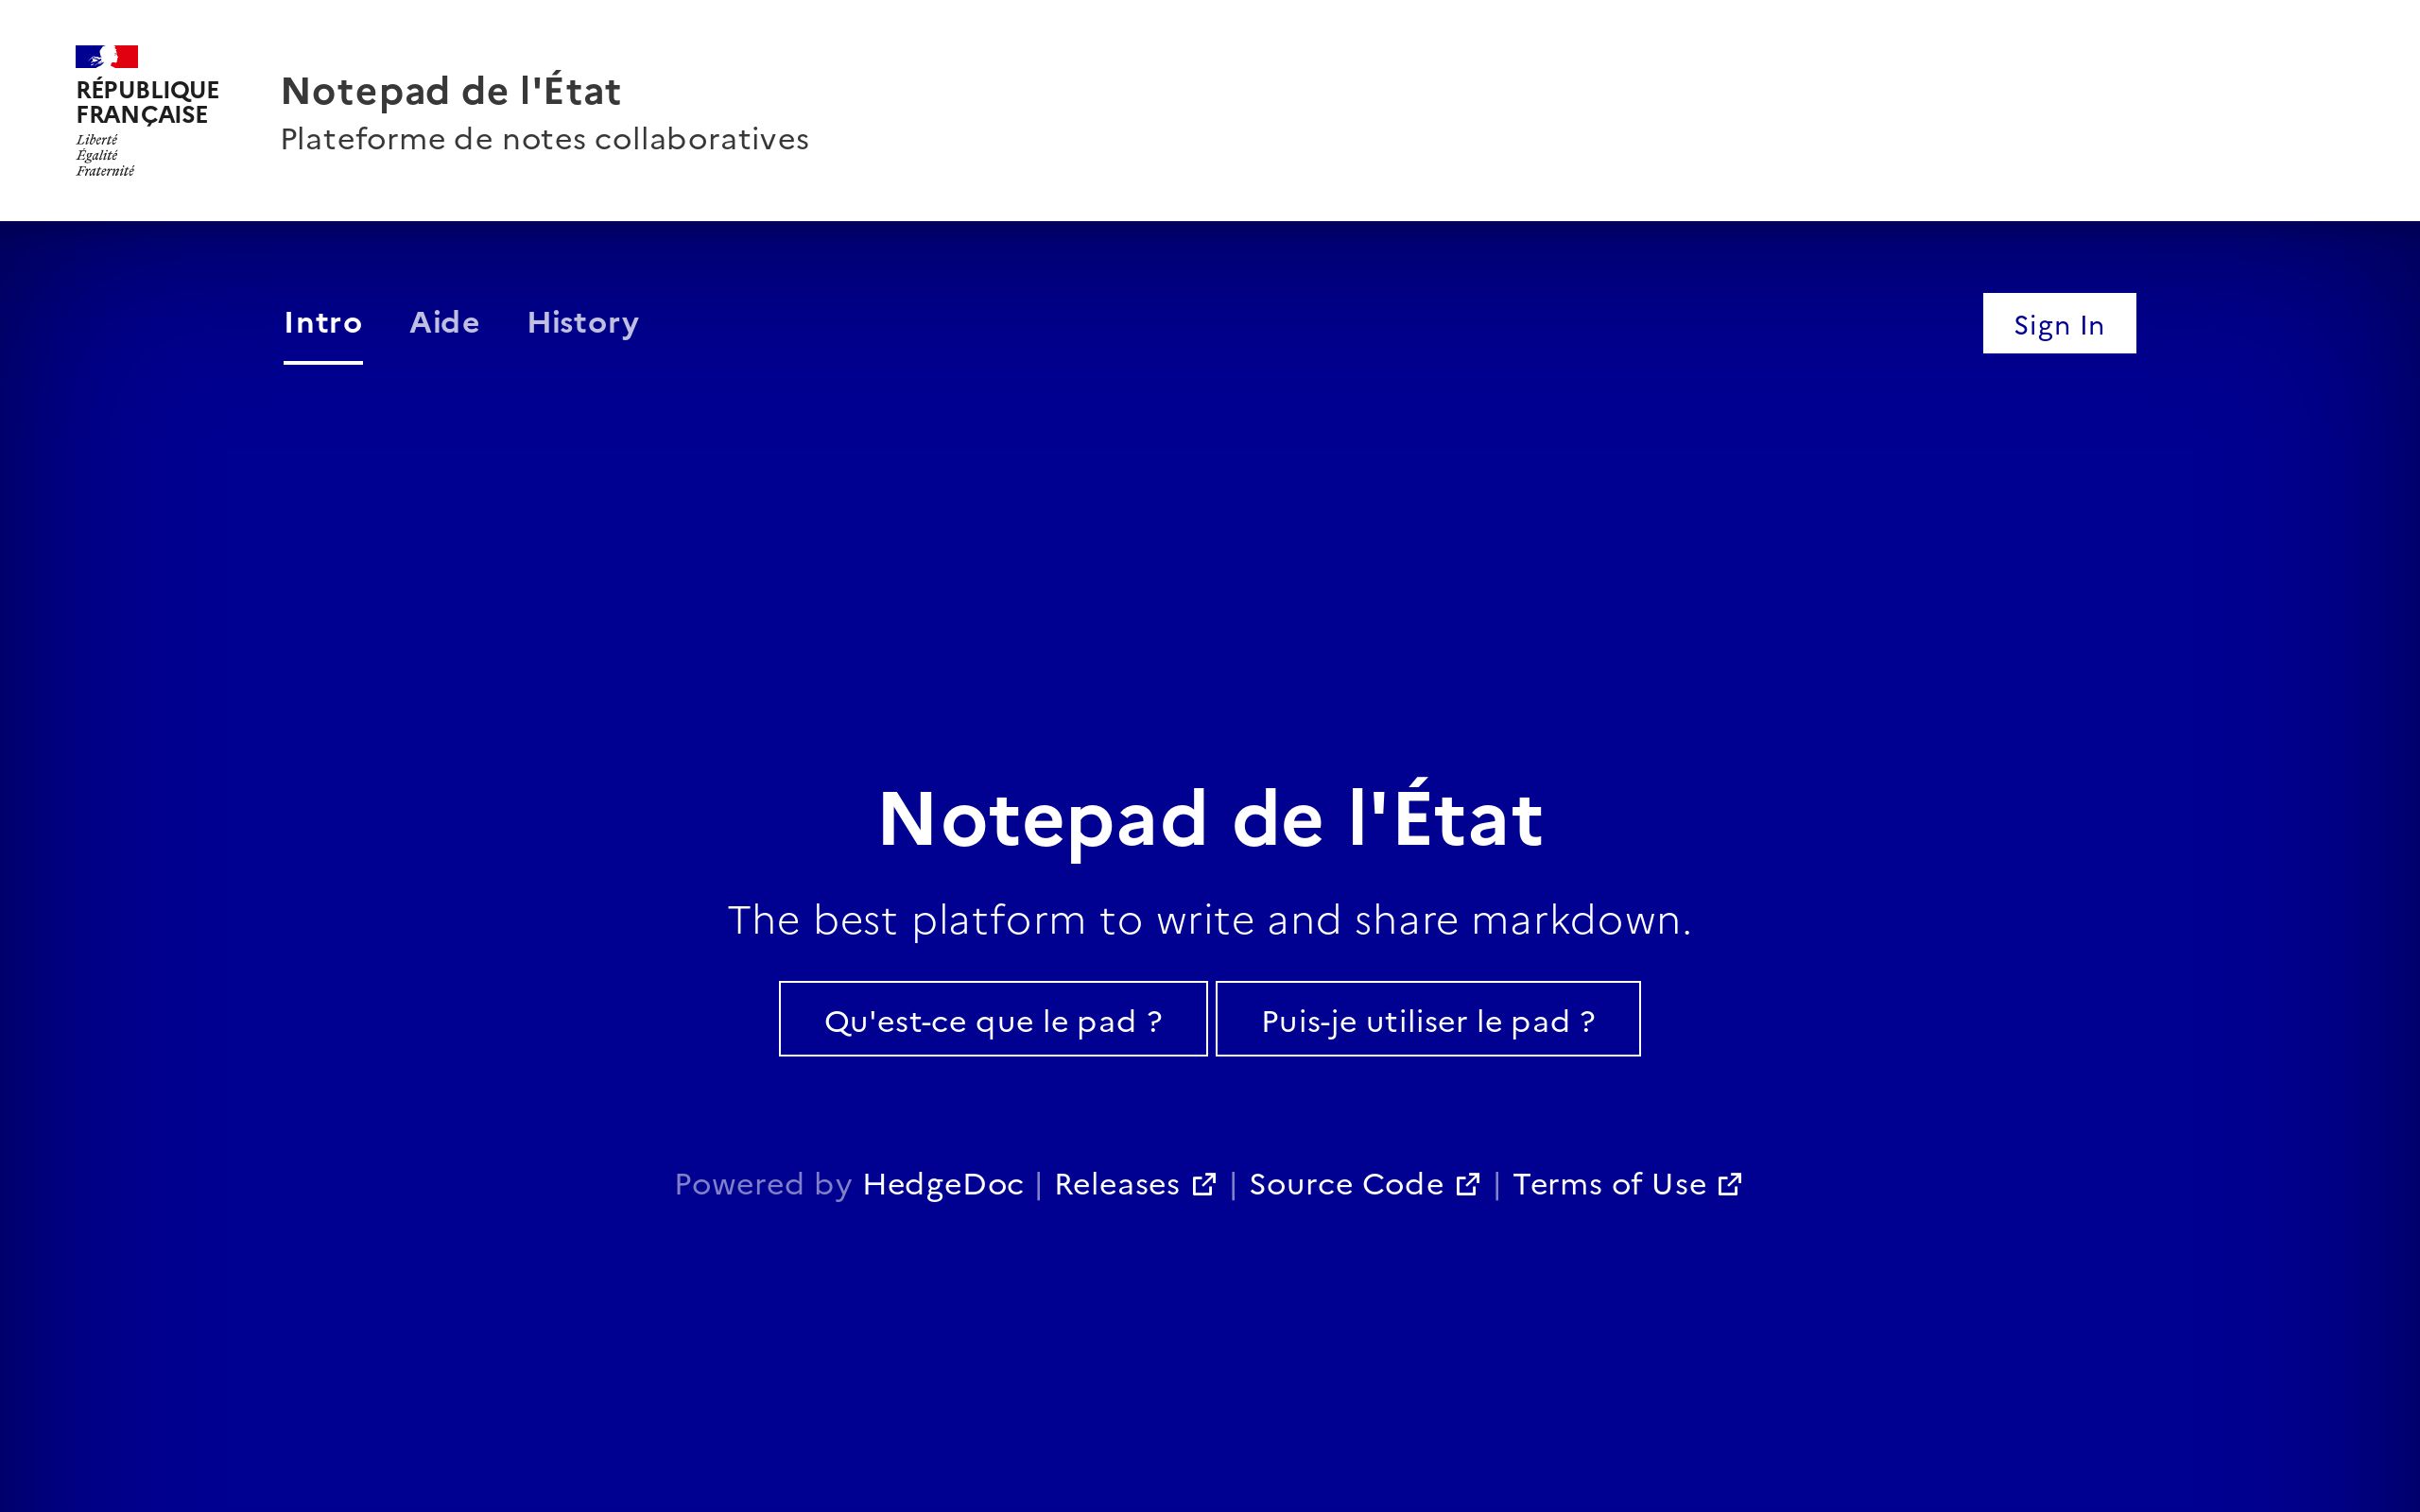 RÉPUBLIQUE
FRANÇAISE
Liberté
Égalité
Fraternité
Notepad de l'État
Plateforme de notes collaboratives
Intro Aide History Sign In
Notepad de l'État
The best platform to write and share markdown.
Qu'est-ce que le pad ? Puis-je utiliser le pad ?
Powered by HedgeDoc | Releases | Source Code | Terms of Use